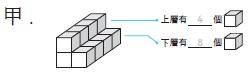 甲.
上層有 4 個
下層有 8 個